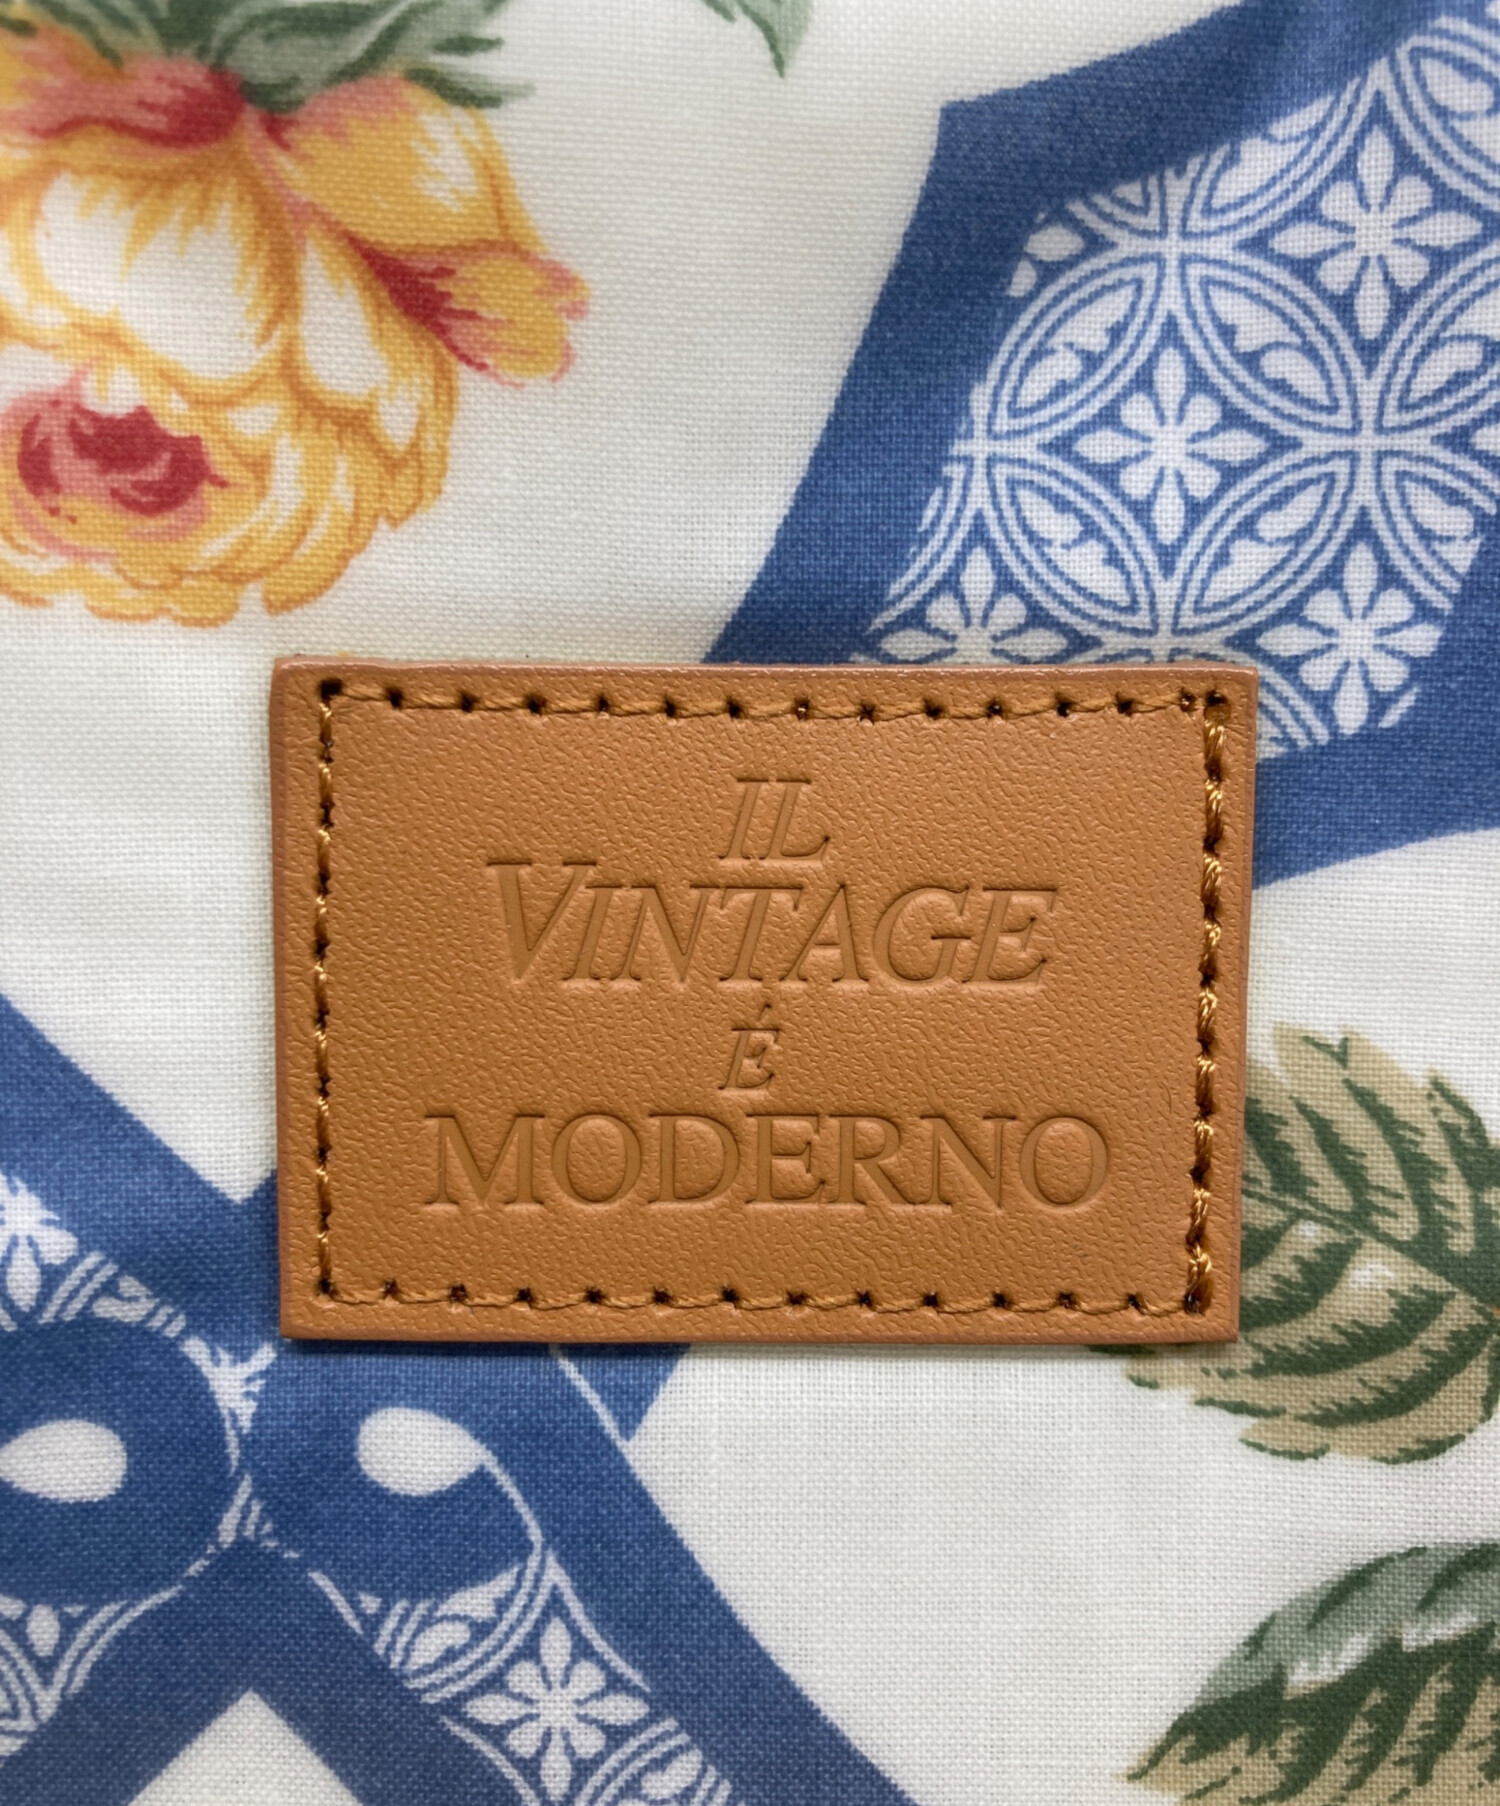 IL
VINTAGE
É
MODERNO